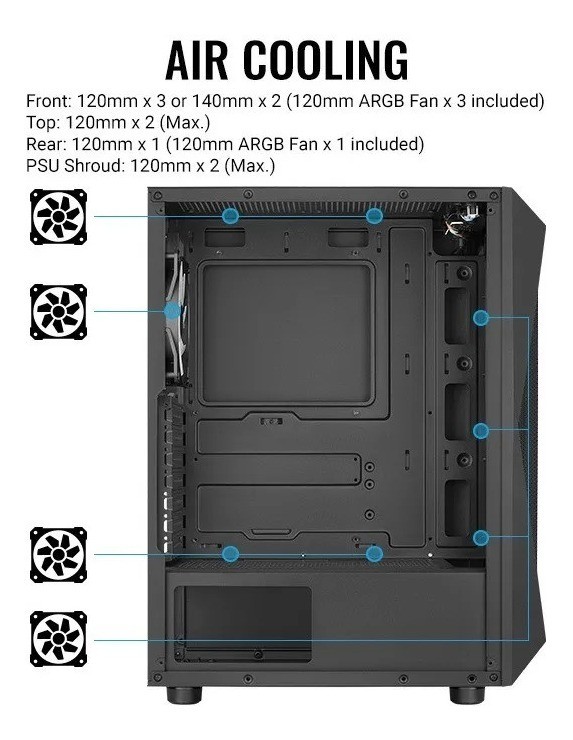 AIR COOLING
Front: 120mm x 3 or 140mm x 2 (120mm ARGB Fan x 3 included)
Top: 120mm x 2 (Max.)
Rear: 120mm x 1 (120mm ARGB Fan x 1 included)
PSU Shroud: 120mm x 2 (Max.)